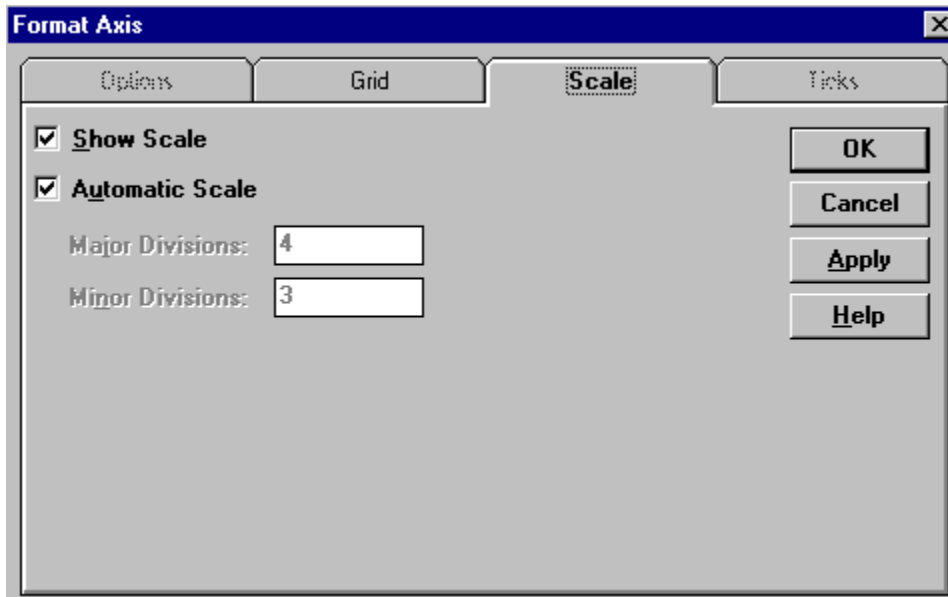 Format Axis
Options
Grid
Scale
Ticks
Show Scale
Automatic Scale
Major Divisions: 4
Minor Divisions: 3
OK
Cancel
Apply
Help